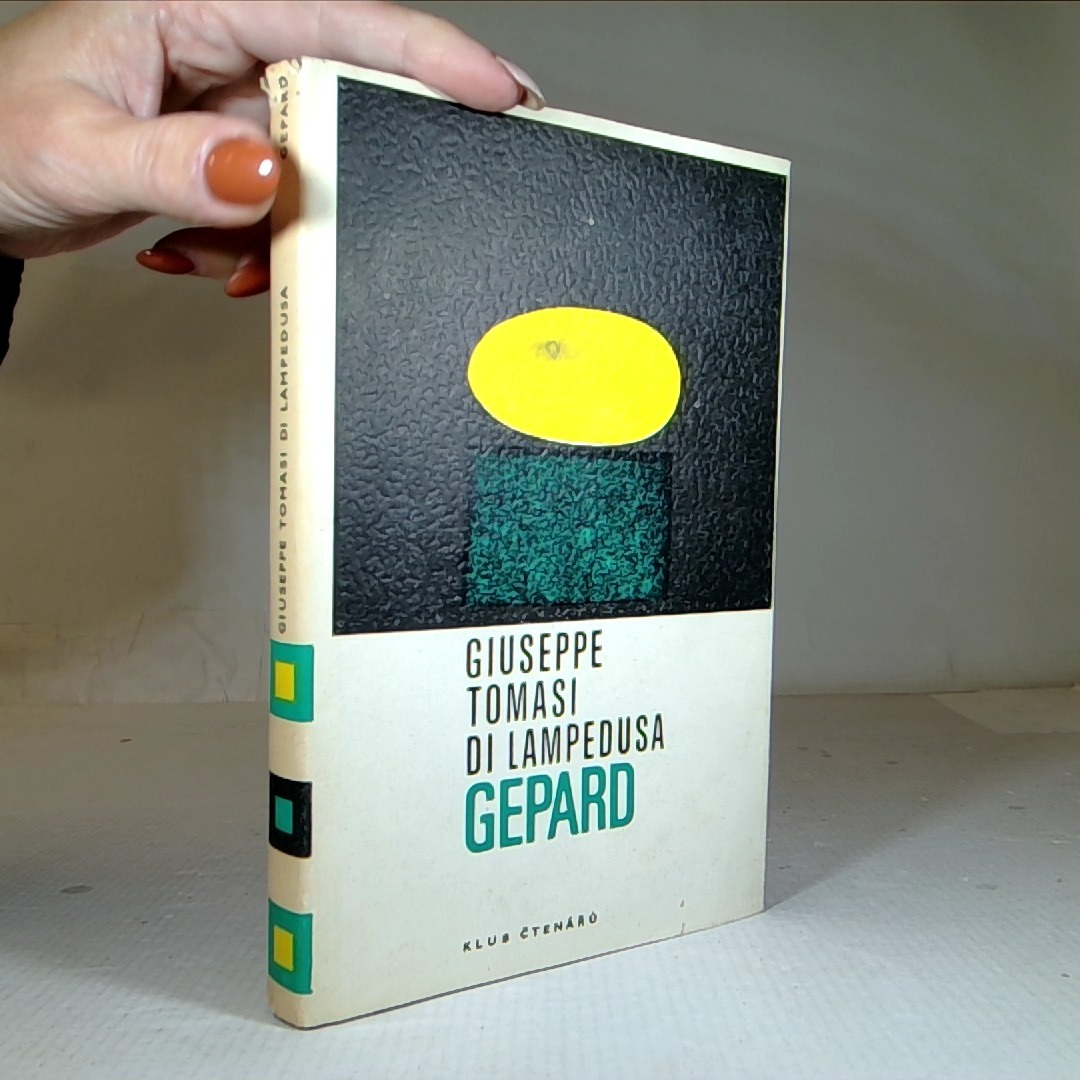 GIUSEPPE
TOMASI
DI LAMPEDUSA
GEPARD
KLUB ČTENÁŘŮ
GIUSEPPE TOMASI DI LAMPEDUSA GEPARD